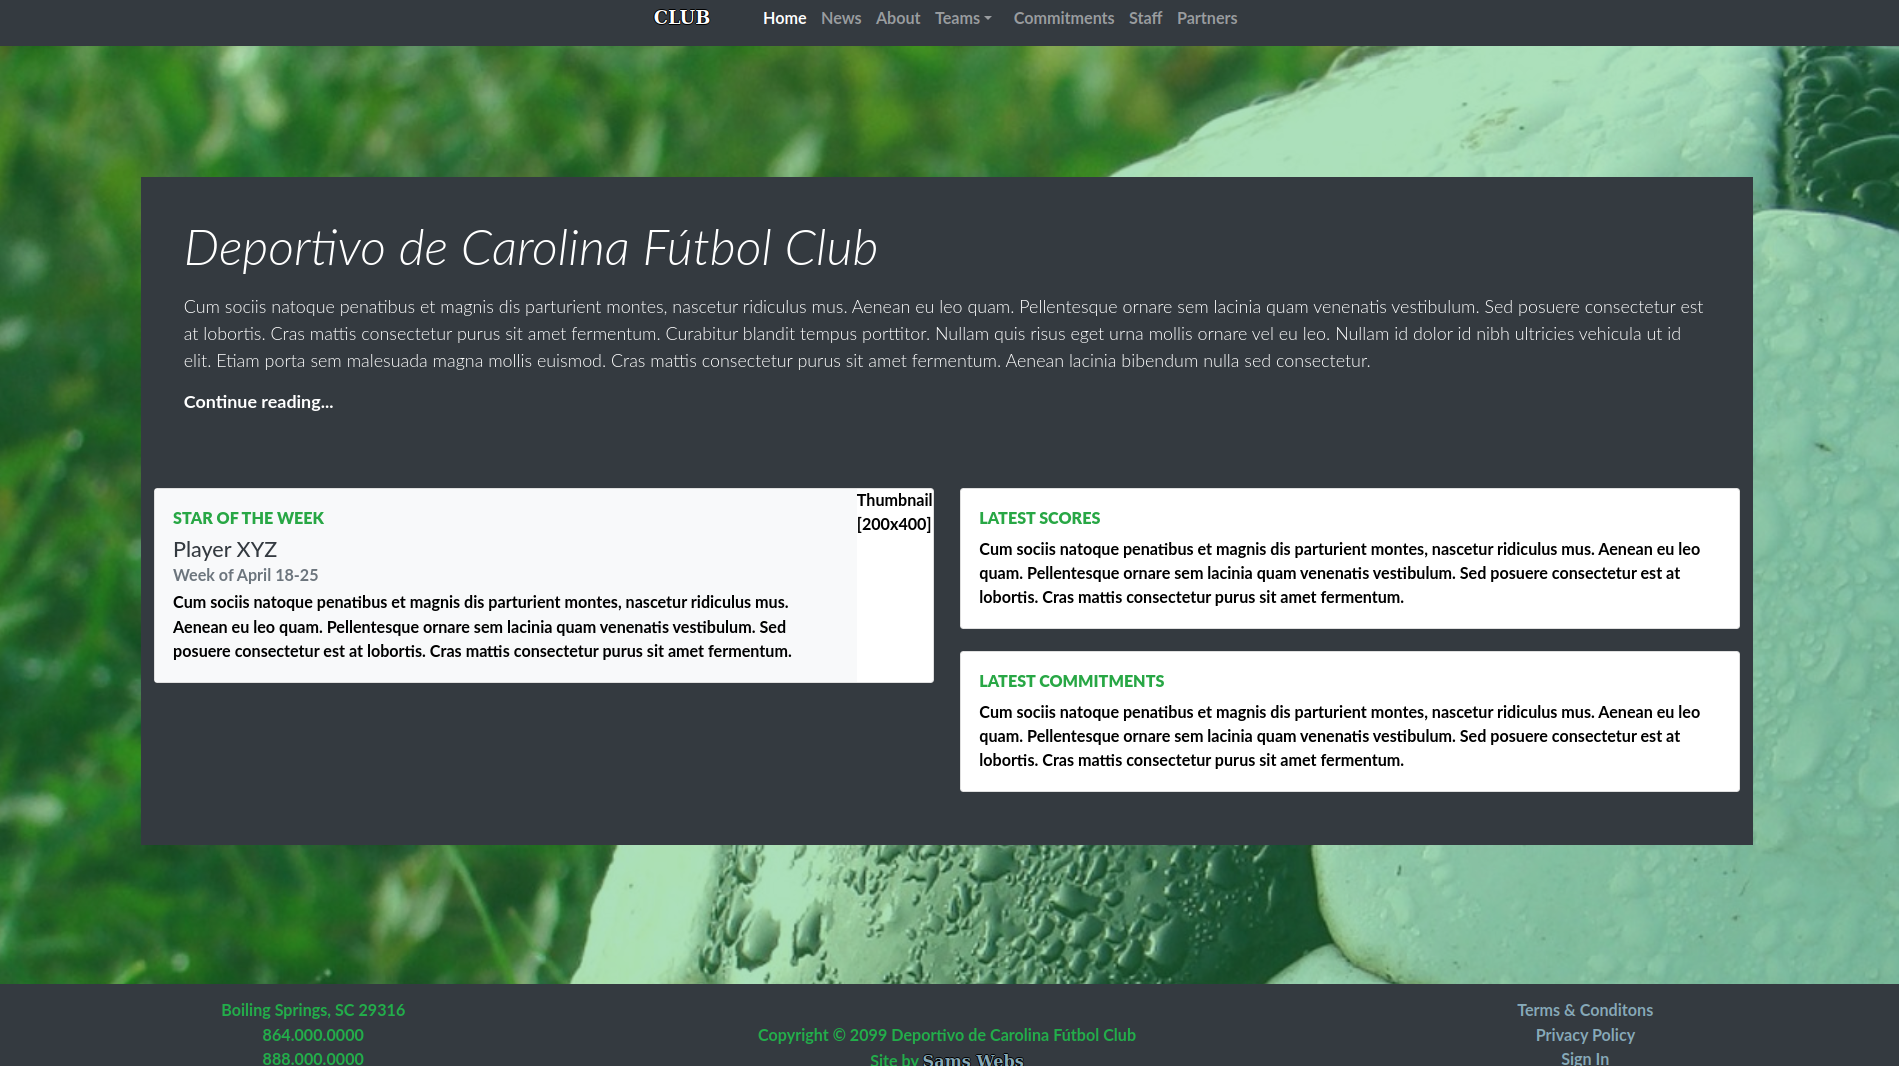 CLUB Home News About Teams Commitments Staff Partners
Deportivo de Carolina Fútbol Club
Cum sociis natoque penatibus et magnis dis parturient montes, nascetur ridiculus mus. Aenean eu leo quam. Pellentesque ornare sem lacinia quam venenatis vestibulum. Sed posuere consectetur est
at lobortis. Cras mattis consectetur purus sit amet fermentum. Curabitur blandit tempus porttitor. Nullam quis risus eget urna mollis ornare vel eu leo. Nullam id dolor id nibh ultricies vehicula ut id
elit. Etiam porta sem malesuada magna mollis euismod. Cras mattis consectetur purus sit amet fermentum. Aenean lacinia bibendum nulla sed consectetur.
Continue reading...
STAR OF THE WEEK
Player XYZ
Week of April 18-25
Cum sociis natoque penatibus et magnis dis parturient montes, nascetur ridiculus mus.
Aenean eu leo quam. Pellentesque ornare sem lacinia quam venenatis vestibulum. Sed
posuere consectetur est at lobortis. Cras mattis consectetur purus sit amet fermentum.
Thumbnail
[200x400]
LATEST SCORES
Cum sociis natoque penatibus et magnis dis parturient montes, nascetur ridiculus mus. Aenean eu leo
quam. Pellentesque ornare sem lacinia quam venenatis vestibulum. Sed posuere consectetur est at
lobortis. Cras mattis consectetur purus sit amet fermentum.
LATEST COMMITMENTS
Cum sociis natoque penatibus et magnis dis parturient montes, nascetur ridiculus mus. Aenean eu leo
quam. Pellentesque ornare sem lacinia quam venenatis vestibulum. Sed posuere consectetur est at
lobortis. Cras mattis consectetur purus sit amet fermentum.
Boiling Springs, SC 29316
864.000.0000
888.000.0000
Copyright © 2099 Deportivo de Carolina Fútbol Club
Site by Sams Webs
Terms & Conditons
Privacy Policy
Sign In